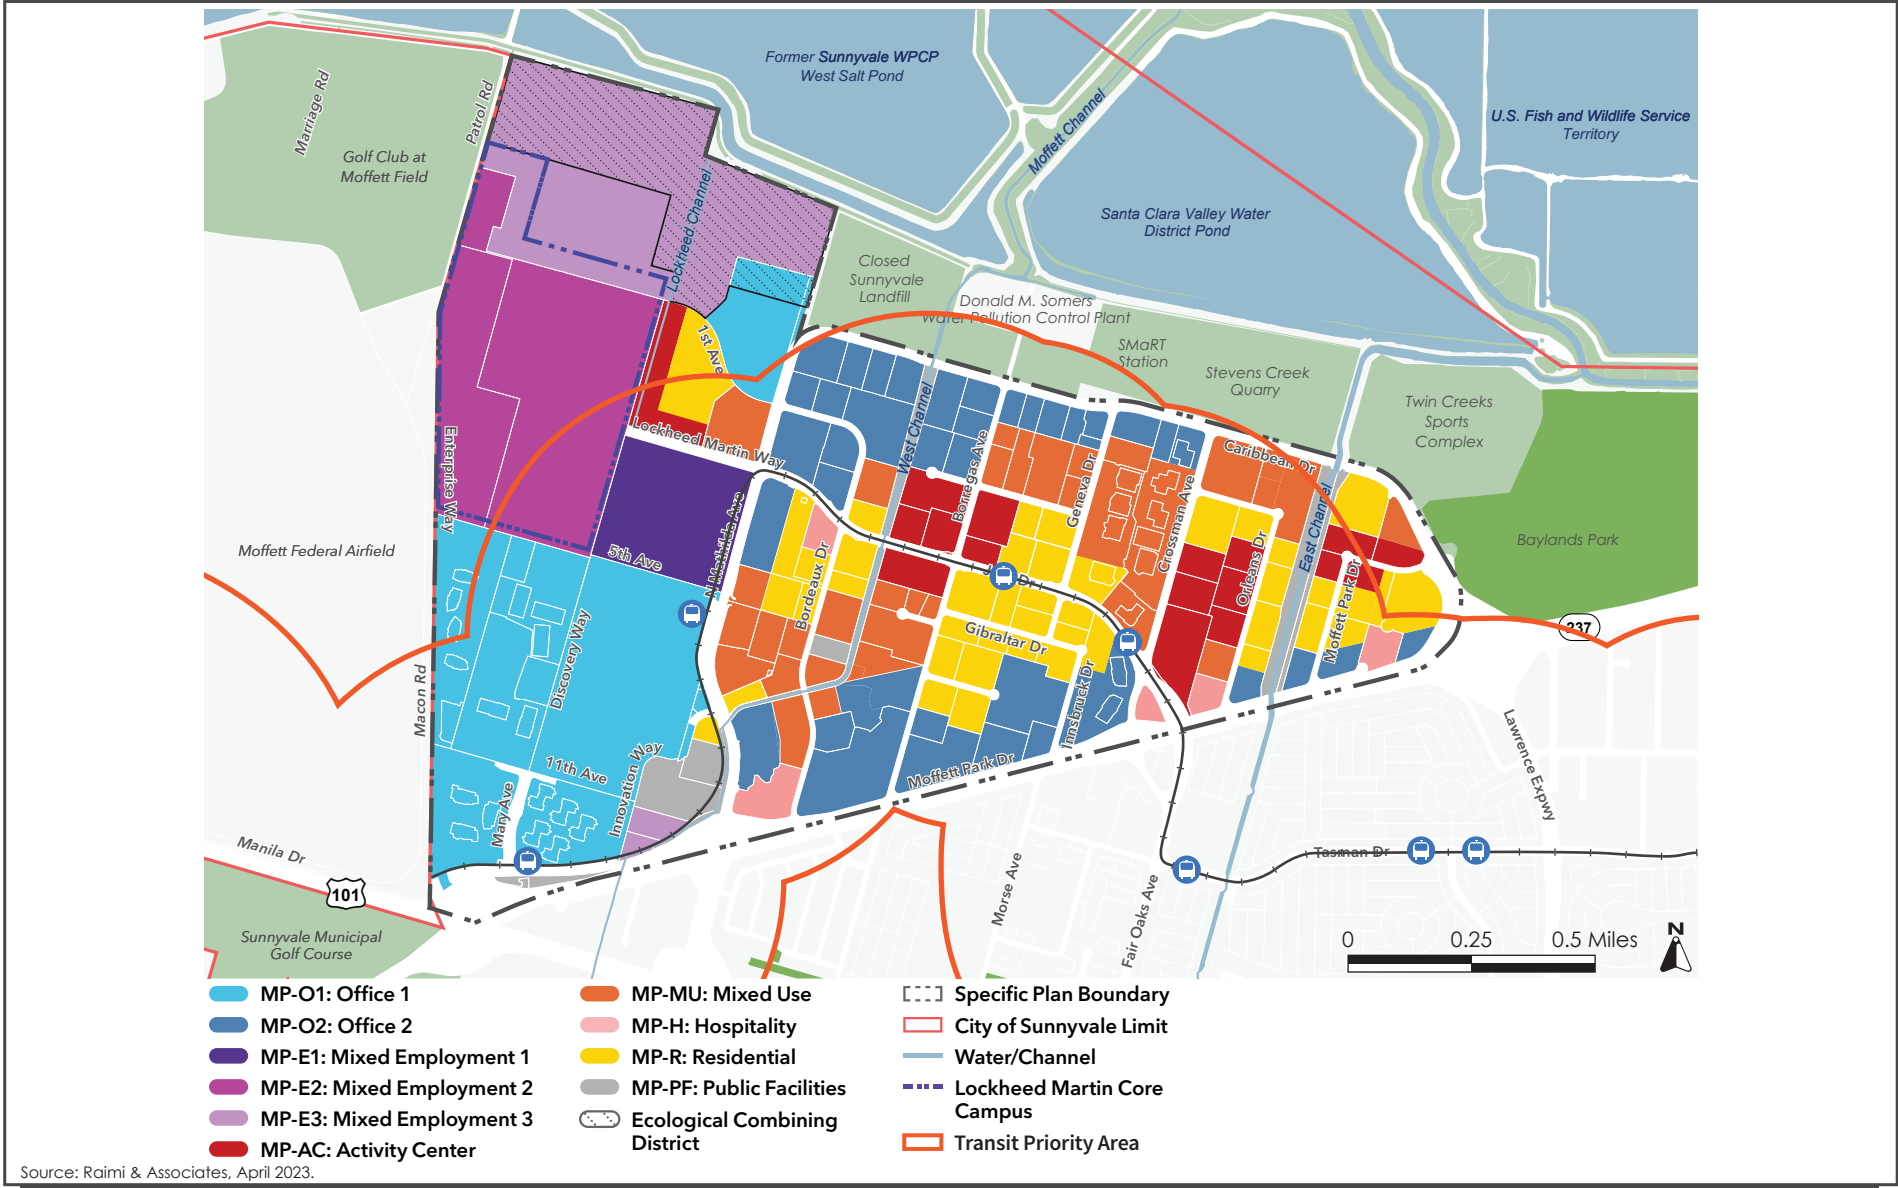 Former Sunnyvale WPCP
West Salt Pond
U.S. Fish and Wildlife Service
Territory
Marriage Rd
Patrol Rd
Golf Club at
Moffett Field
Moffett Channel
Lockheed Channel
Santa Clara Valley Water
District Pond
Closed
Sunnyvale
Landfill
Donald M. Somers
Water Pollution Control Plant
SMaRT
Station
Stevens Creek
Quarry
Twin Creeks
Sports
Complex
1st Ave
Lockheed Martin Way
West Channel
Borregas Ave
Geneva Dr
Caribbean Dr
Crossman Ave
East Channel
Enterprise Way
N Mathilda Ave
5th Ave
Moffett Federal Airfield
Baylands Park
Bordeaux Dr
Orleans Dr
Moffett Park Dr
Gibraltar Dr
237
Discovery Way
Macon Rd
Innsbruck Dr
Innovation Way
11th Ave
Moffett Park Dr
Lawrence Expwy
Mary Ave
Manila Dr
101
Tasman Dr
Morse Ave
Fair Oaks Ave
Sunnyvale Municipal
Golf Course
0 0.25 0.5 Miles
N
MP-O1: Office 1
MP-O2: Office 2
MP-E1: Mixed Employment 1
MP-E2: Mixed Employment 2
MP-E3: Mixed Employment 3
MP-AC: Activity Center
MP-MU: Mixed Use
MP-H: Hospitality
MP-R: Residential
MP-PF: Public Facilities
Ecological Combining
District
Specific Plan Boundary
City of Sunnyvale Limit
Water/Channel
Lockheed Martin Core
Campus
Transit Priority Area
Source: Raimi & Associates, April 2023.